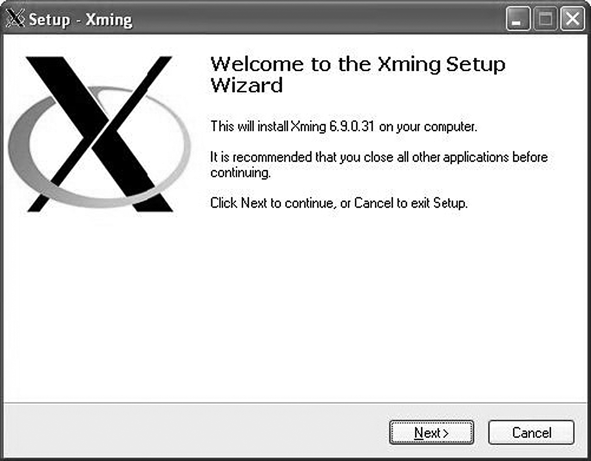 Setup - Xming
Welcome to the Xming Setup
Wizard
This will install Xming 6.9.0.31 on your computer.
It is recommended that you close all other applications before
continuing.
Click Next to continue, or Cancel to exit Setup.
Next >
Cancel